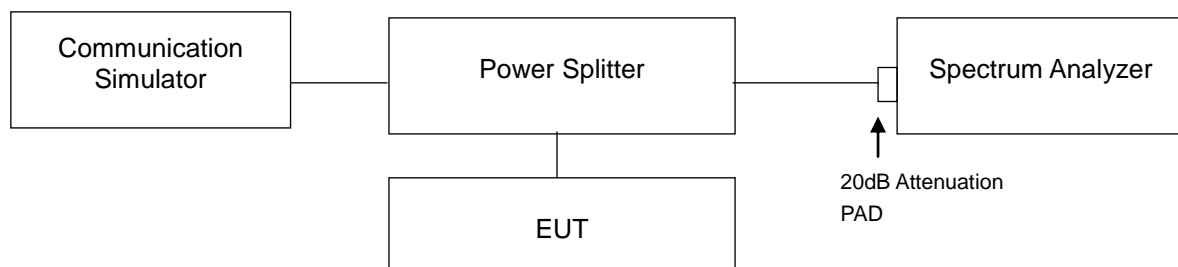 Communication
Simulator
Power Splitter
Spectrum Analyzer
20dB Attenuation
PAD
EUT